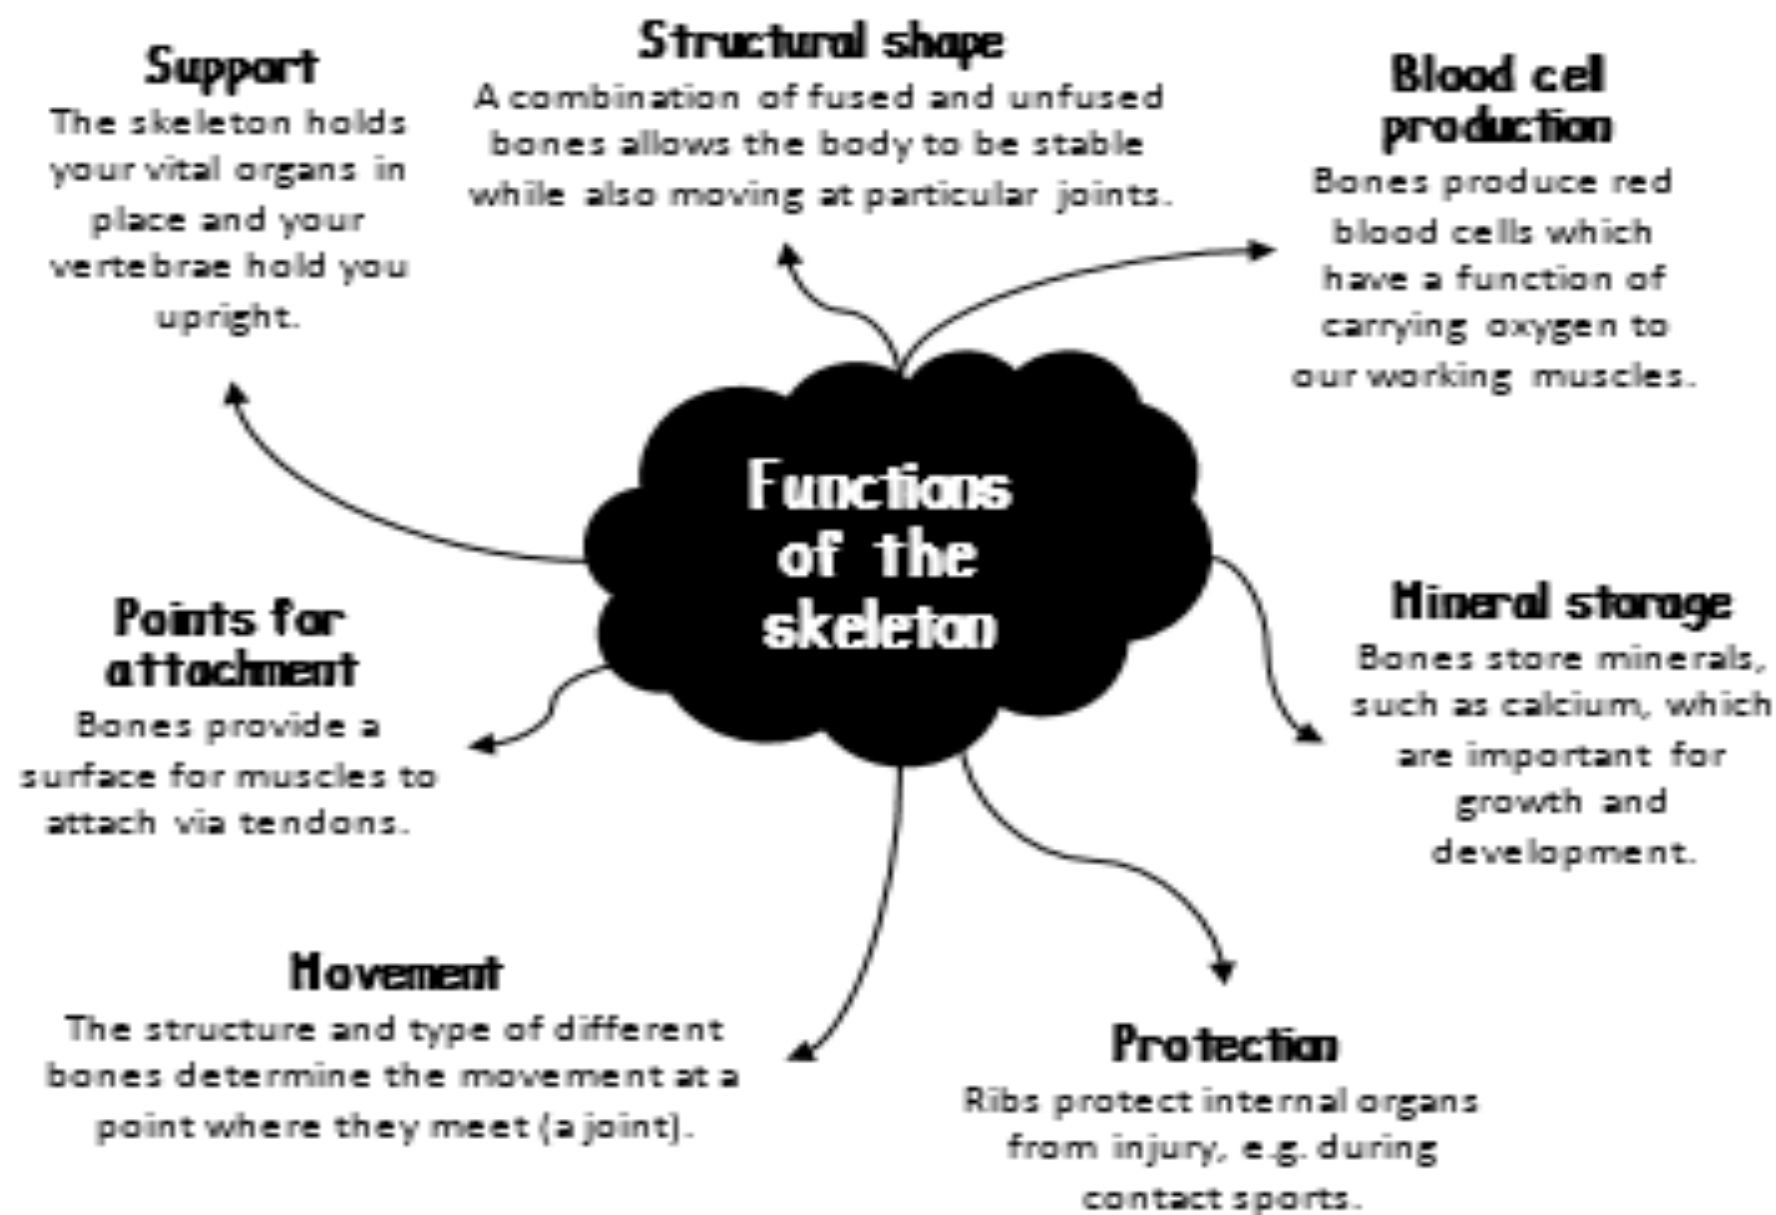 Support
The skeleton holds
your vital organs in
place and your
vertebrae hold you
upright.
Structural shape
A combination of fused and unfused
bones allows the body to be stable
while also moving at particular joints.
Blood cell
production
Bones produce red
blood cells which
have a function of
carrying oxygen to
our working muscles.
Functions
of the
skeleton
Points for
attachment
Bones provide a
surface for muscles to
attach via tendons.
Mineral storage
Bones store minerals,
such as calcium, which
are important for
growth and
development.
Movement
The structure and type of different
bones determine the movement at a
point where they meet (a joint).
Protection
Ribs protect internal organs
from injury, e.g. during
contact sports.